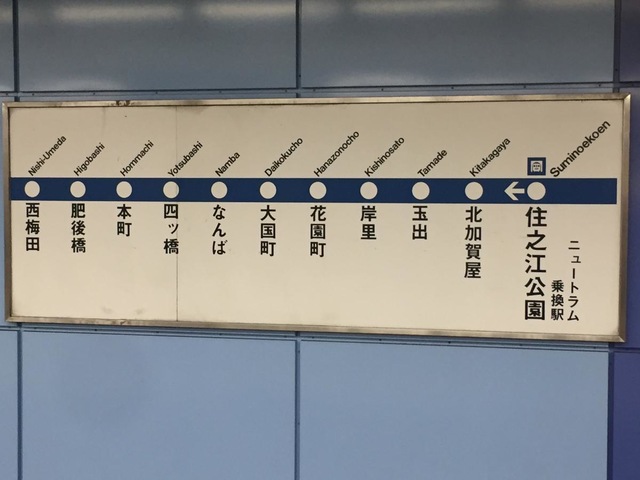 Nishi-Umeda
Higobashi
Hommachi
Yotsubashi
Namba
Daikokucho
Hanazonocho
Kishinosato
Tamade
Kitakagaya
Suminoekoen
西梅田
肥後橋
本町
四ツ橋
なんば
大国町
花園町
岸里
玉出
北加賀屋
住之江公園
ニュートラム
乗換駅